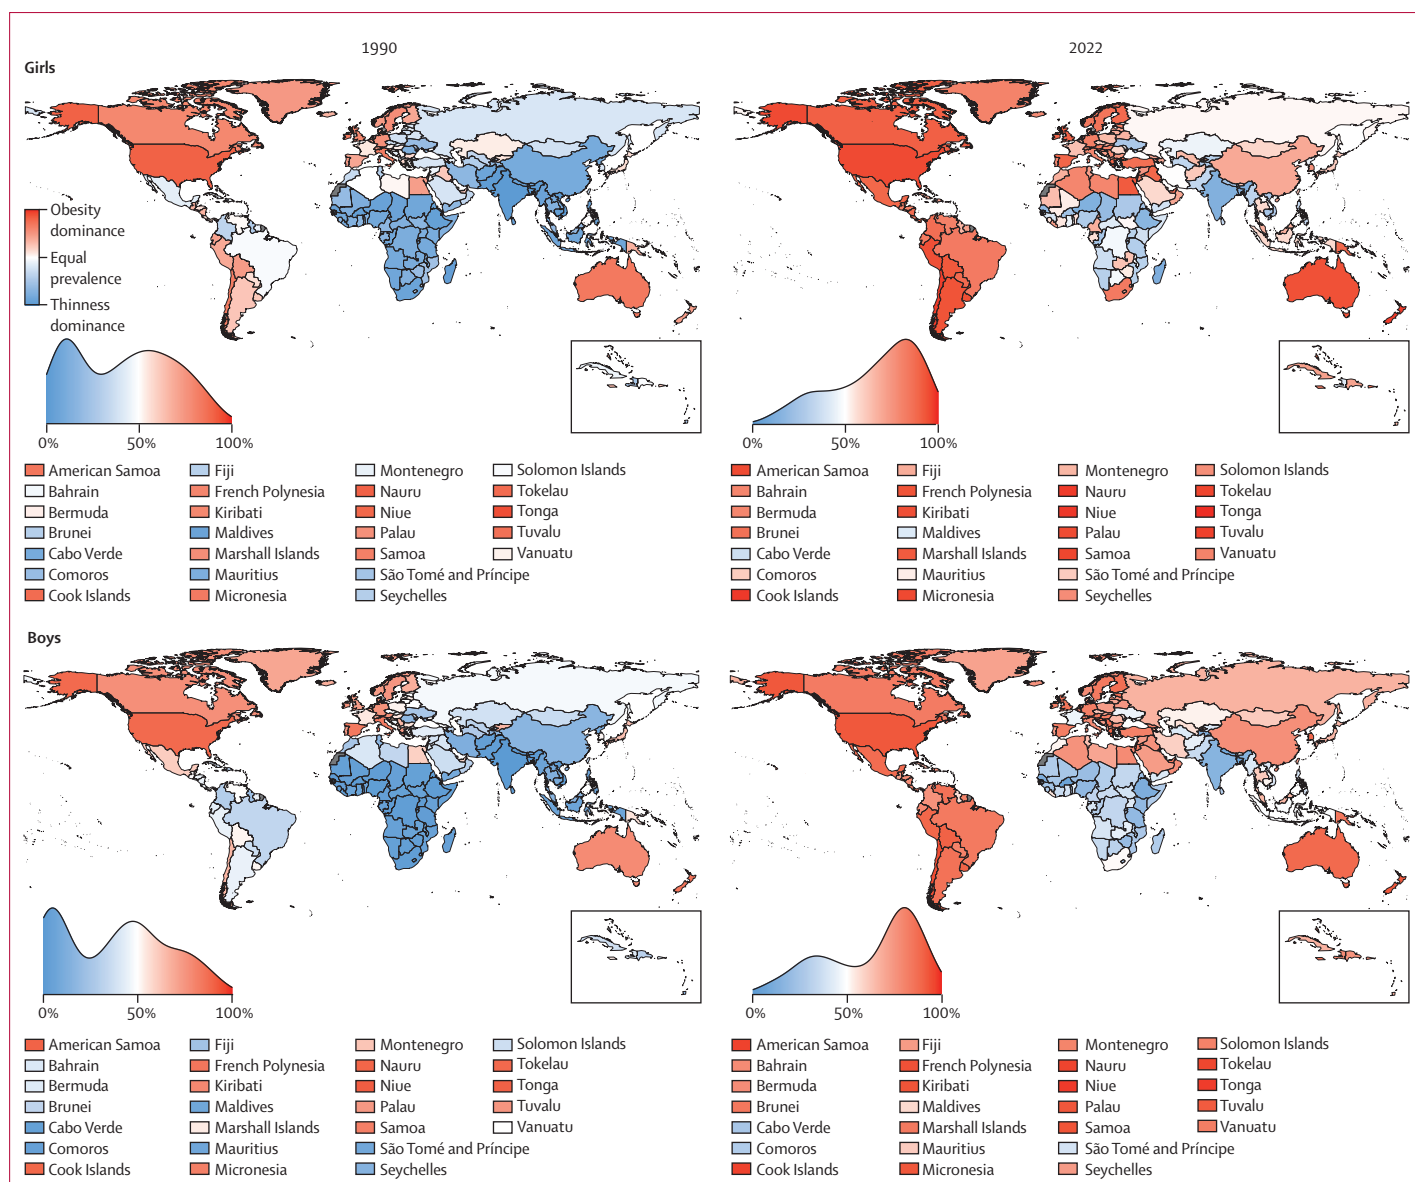 1990
2022
Girls
Obesity
dominance
Equal
prevalence
Thinness
dominance
0% 50% 100%
0% 50% 100%
American Samoa Fiji Montenegro Solomon Islands
Bahrain French Polynesia Nauru Tokelau
Bermuda Kiribati Niue Tonga
Brunei Maldives Palau Tuvalu
Cabo Verde Marshall Islands Samoa Vanuatu
Comoros Mauritius São Tomé and Príncipe
Cook Islands Micronesia Seychelles
American Samoa Fiji Montenegro Solomon Islands
Bahrain French Polynesia Nauru Tokelau
Bermuda Kiribati Niue Tonga
Brunei Maldives Palau Tuvalu
Cabo Verde Marshall Islands Samoa Vanuatu
Comoros Mauritius São Tomé and Príncipe
Cook Islands Micronesia Seychelles
Boys
0% 50% 100%
0% 50% 100%
American Samoa Fiji Montenegro Solomon Islands
Bahrain French Polynesia Nauru Tokelau
Bermuda Kiribati Niue Tonga
Brunei Maldives Palau Tuvalu
Cabo Verde Marshall Islands Samoa Vanuatu
Comoros Mauritius São Tomé and Príncipe
Cook Islands Micronesia Seychelles
American Samoa Fiji Montenegro Solomon Islands
Bahrain French Polynesia Nauru Tokelau
Bermuda Kiribati Niue Tonga
Brunei Maldives Palau Tuvalu
Cabo Verde Marshall Islands Samoa Vanuatu
Comoros Mauritius São Tomé and Príncipe
Cook Islands Micronesia Seychelles